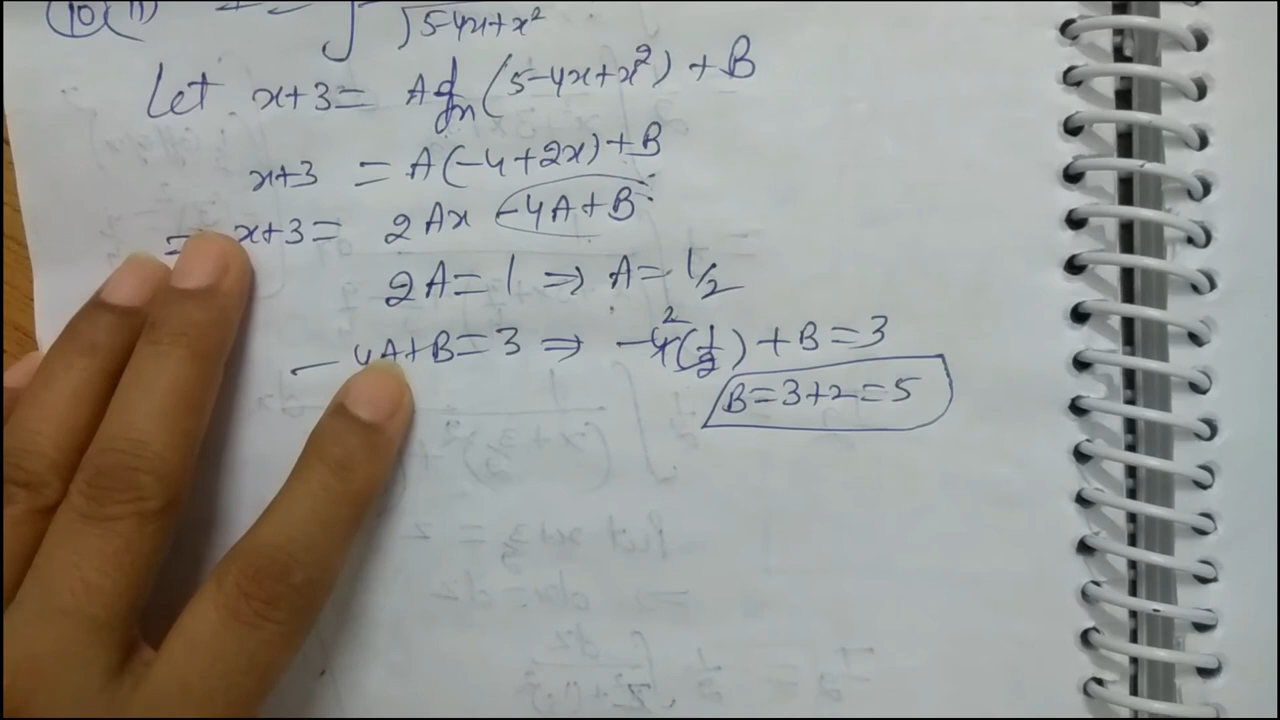 10 (ii) ∫ √5-4x+x²
Let x+3 = A d/dx (5-4x+x²) + B
x+3 = A(-4+2x)+B
= x+3 = 2Ax -4A+B
2A = 1 ⇒ A = 1/2
-4A+B = 3 ⇒ -4²(1/2) + B = 3
B = 3+2 = 5